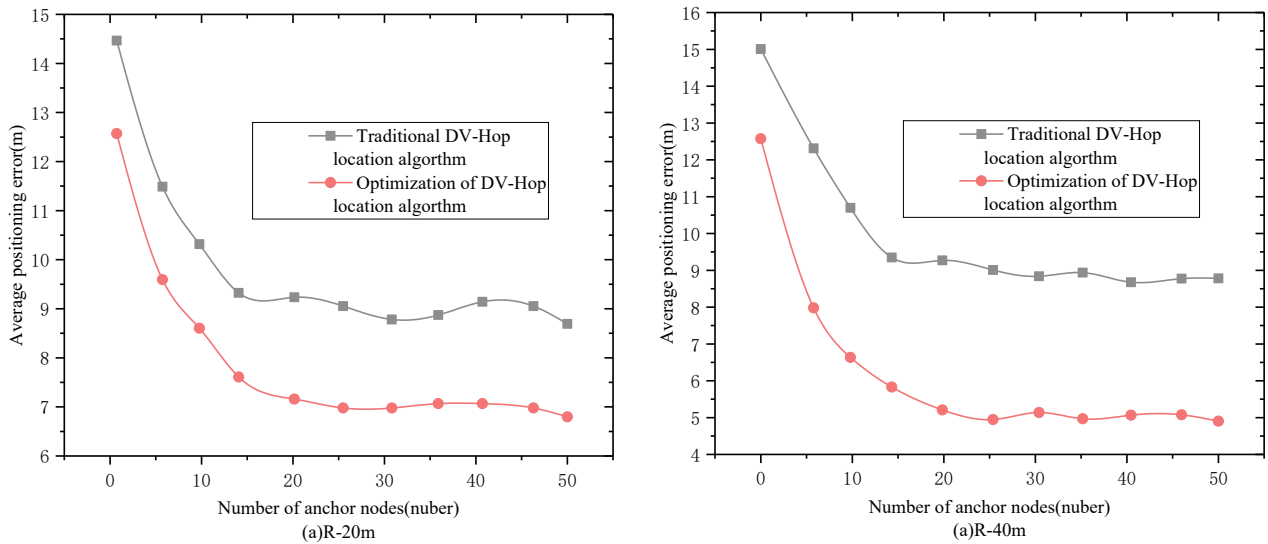 15
14
13
12
11
10
9
8
7
6
Average positioning error(m)
Traditional DV-Hop
location algorthm
Optimization of DV-Hop
location algorthm
0 10 20 30 40 50
Number of anchor nodes(nuber)
(a)R-20m
16
15
14
13
12
11
10
9
8
7
6
5
4
Average positioning error(m)
Traditional DV-Hop
location algorthm
Optimization of DV-Hop
location algorthm
0 10 20 30 40 50
Number of anchor nodes(nuber)
(a)R-40m